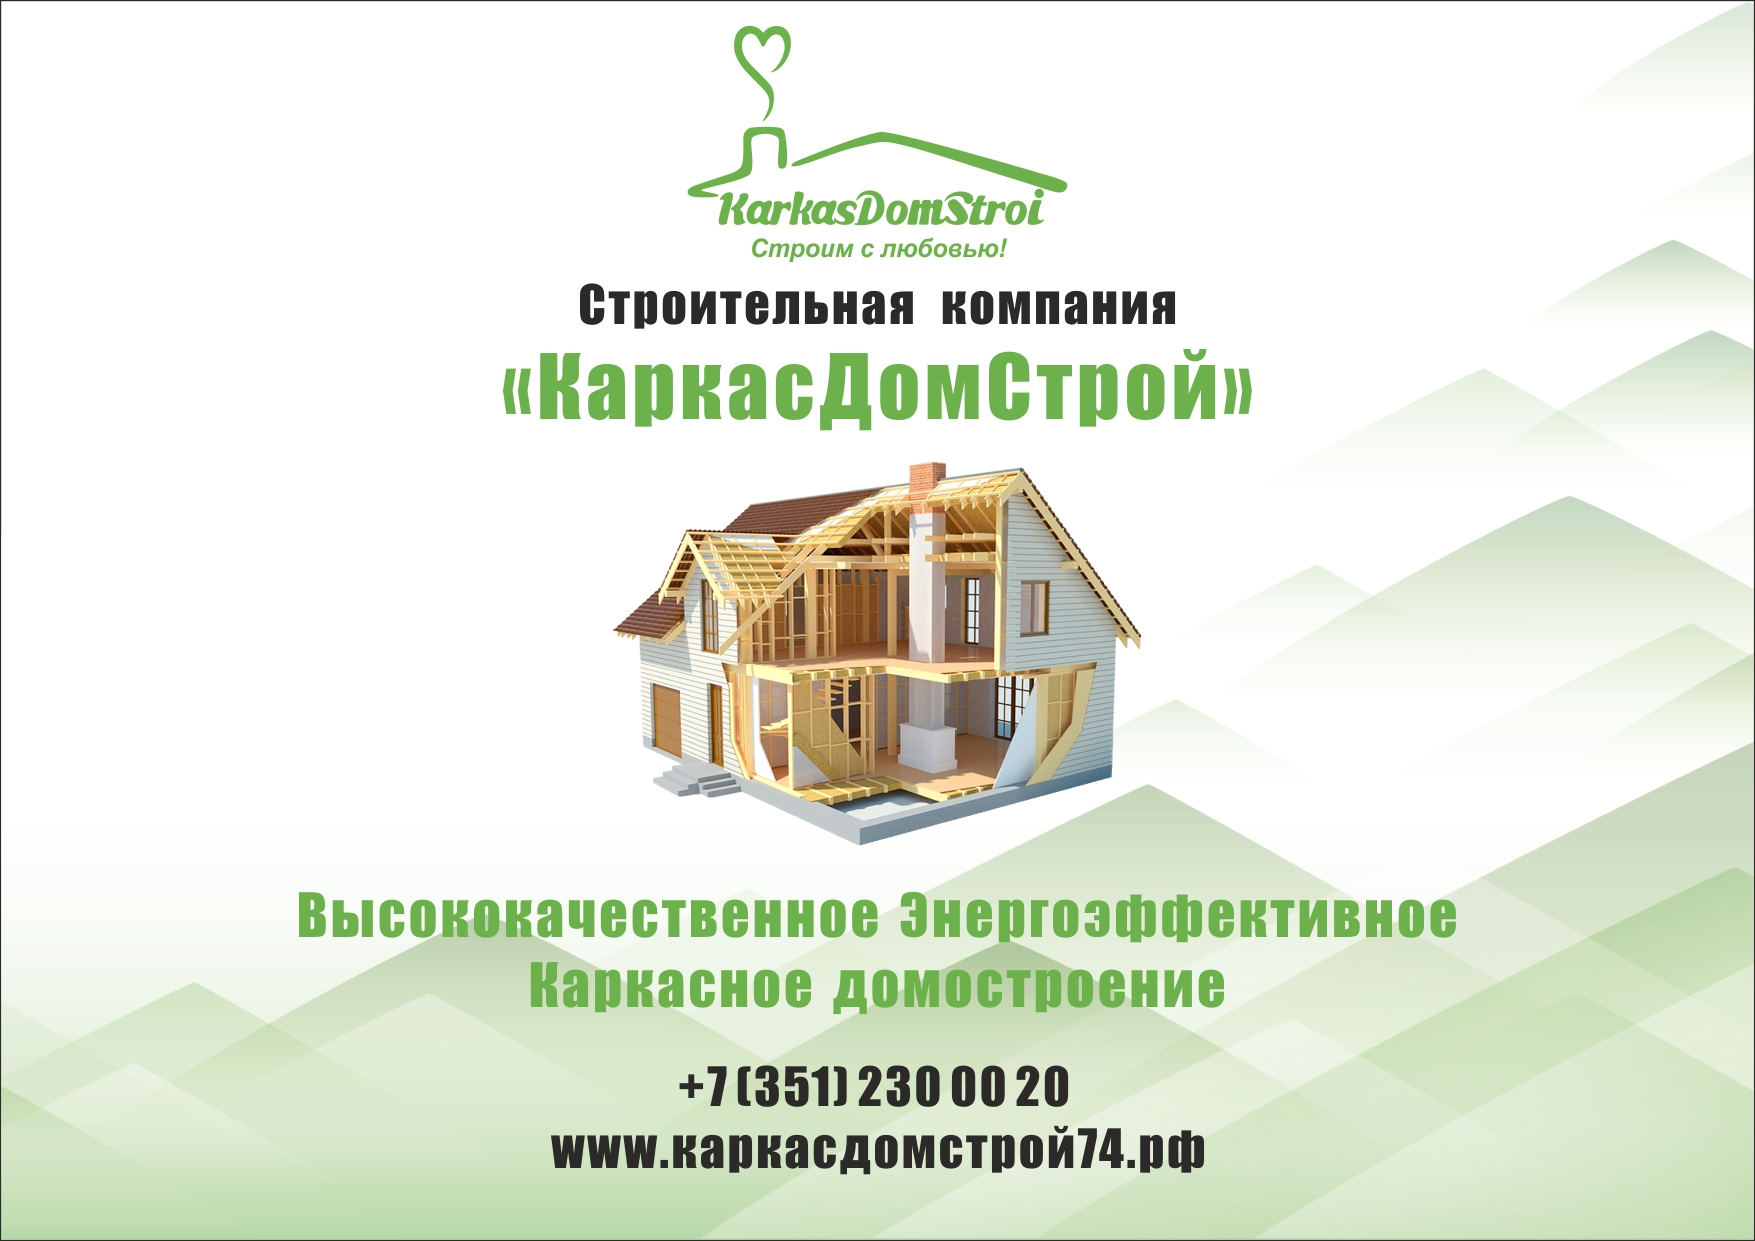 KarkasDomStroi
Строим с любовью!
Строительная компания
«КаркасДомСтрой»
Высококачественное Энергоэффективное
Каркасное домостроение
+7 (351) 230 00 20
www.каркасдомстрой74.рф